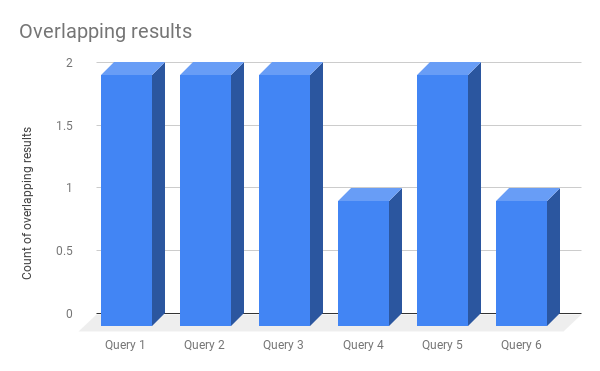 Overlapping results
Count of overlapping results
2
1.5
1
0.5
0
Query 1
Query 2
Query 3
Query 4
Query 5
Query 6